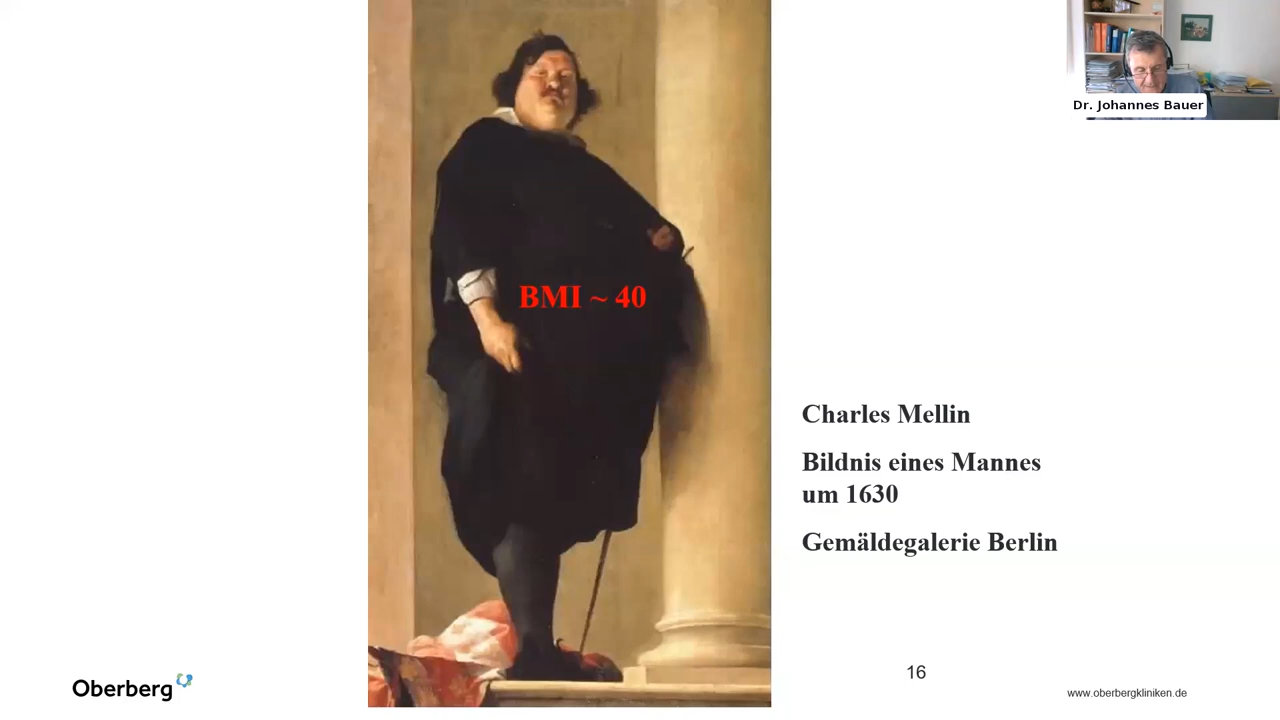 Dr. Johannes Bauer
BMI ~ 40
Charles Mellin
Bildnis eines Mannes
um 1630
Gemäldegalerie Berlin
16
Oberberg
www.oberbergkliniken.de